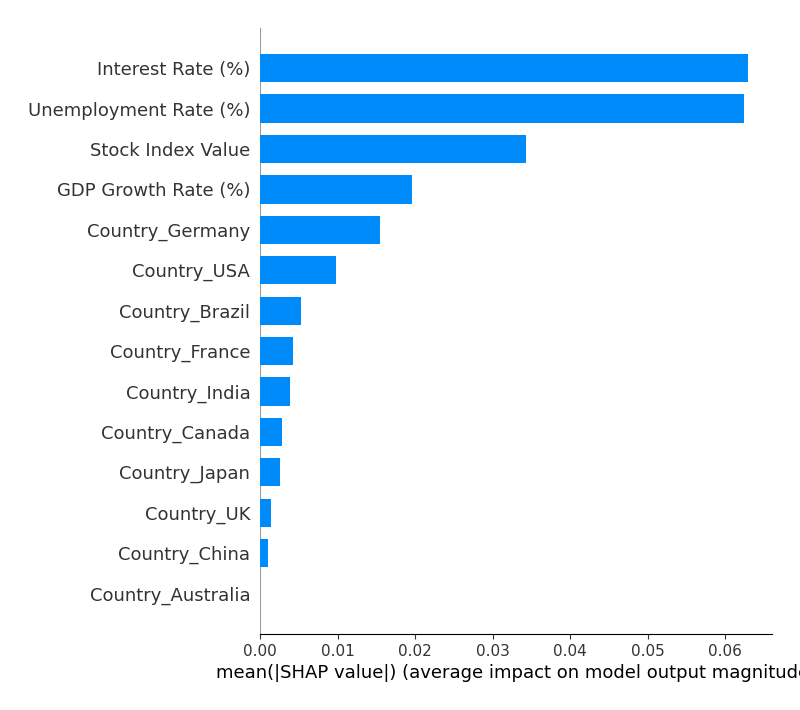 Interest Rate (%)
Unemployment Rate (%)
Stock Index Value
GDP Growth Rate (%)
Country_Germany
Country_USA
Country_Brazil
Country_France
Country_India
Country_Canada
Country_Japan
Country_UK
Country_China
Country_Australia
0.00 0.01 0.02 0.03 0.04 0.05 0.06
mean(|SHAP value|) (average impact on model output magnitude